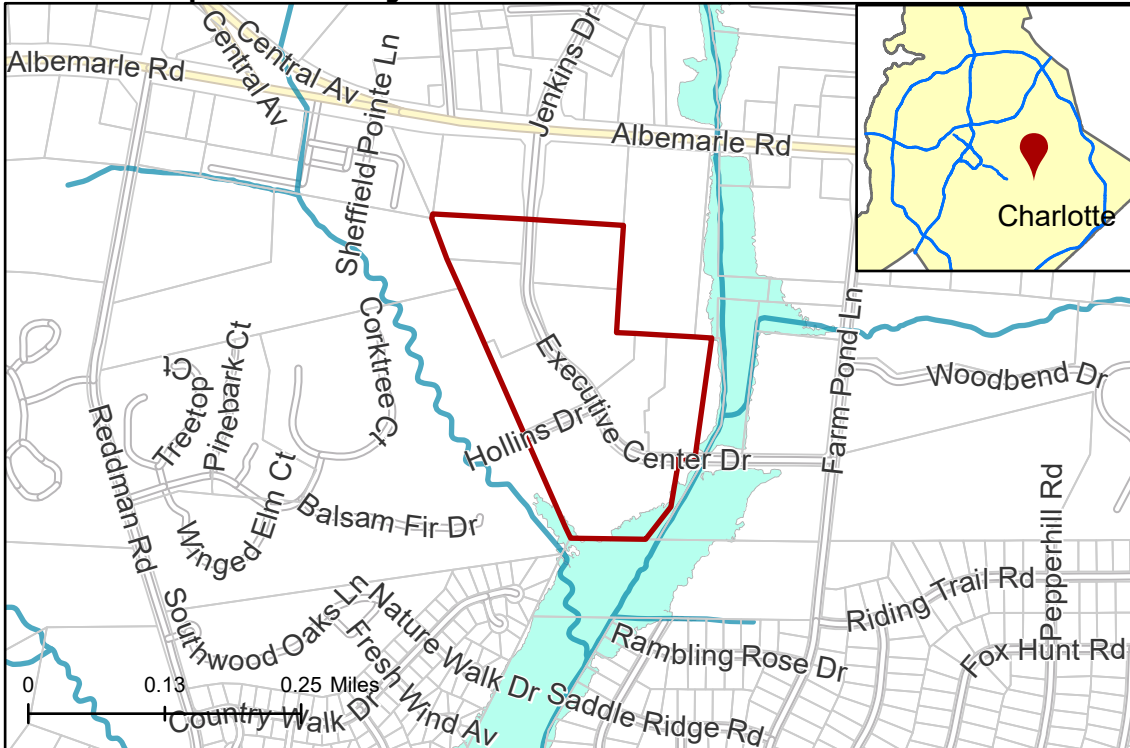 Central Av
Central Av
Albemarle Rd
Sheffield Pointe Ln
Jenkins Dr
Albemarle Rd
Charlotte
Corktree Ct
Treetop Ct
Pinebark Ct
Executive Center Dr
Farm Pond Ln
Woodbend Dr
Hollins Dr
Reddman Rd
Winged Elm Ct
Balsam Fir Dr
Pepperhill Rd
Southwood Oaks Ln
Nature Walk Dr
Fresh Wind Av
Riding Trail Rd
Rambling Rose Dr
Fox Hunt Rd
Saddle Ridge Rd
Country Walk Dr
0 0.13 0.25 Miles